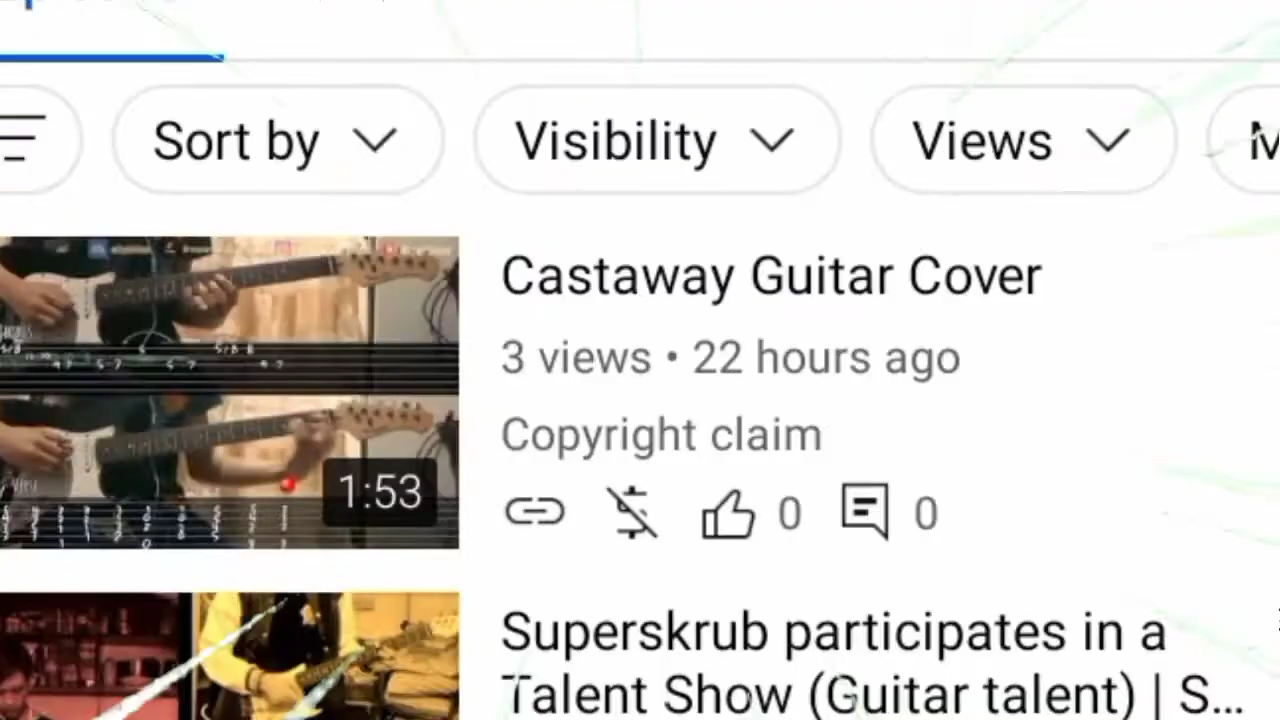 Sort by
Visibility
Views
M
Castaway Guitar Cover
3 views • 22 hours ago
Copyright claim
0
0
1:53
Superskrub participates in a
Talent Show (Guitar talent) | S...